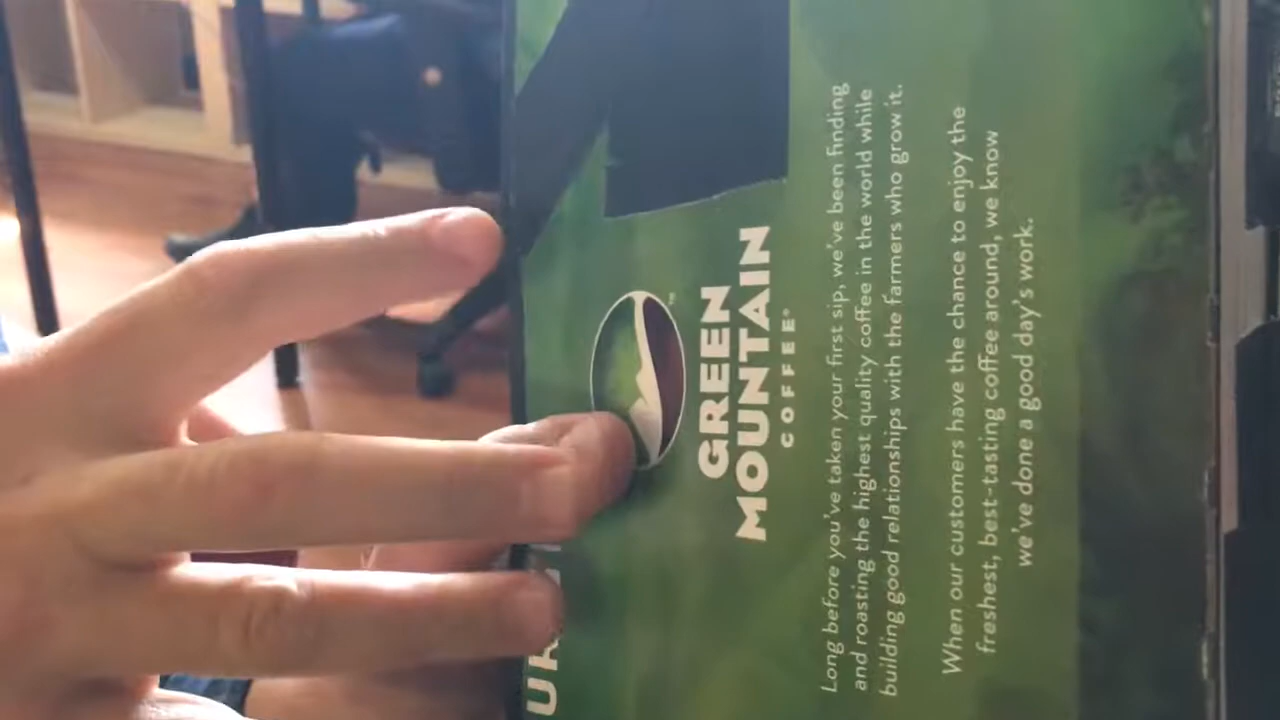 GREEN
MOUNTAIN
COFFEE®
Long before you've taken your first sip, we've been finding
and roasting the highest quality coffee in the world while
building good relationships with the farmers who grow it.
When our customers have the chance to enjoy the
freshest, best-tasting coffee around, we know
we've done a good day's work.